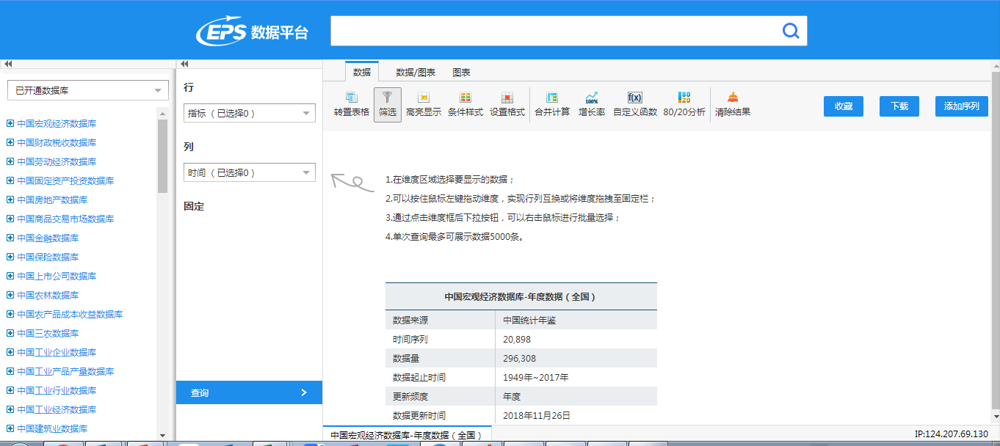 EPS 数据平台
已开通数据库
中国宏观经济数据库
中国财政税收数据库
中国劳动经济数据库
中国固定资产投资数据库
中国房地产数据库
中国商品交易市场数据库
中国金融数据库
中国保险数据库
中国上市公司数据库
中国农林数据库
中国农产品成本收益数据库
中国三农数据库
中国工业企业数据库
中国工业产品产量数据库
中国工业行业数据库
中国工业经济数据库
中国建筑业数据库
行
指标 ( 已选择0 )
列
时间 ( 已选择0 )
固定
查询
数据 数据/图表 图表
转置表格 筛选 高亮显示 条件样式 设置格式 合并计算 增长率 自定义函数 80/20分析 清除结果
收藏 下载 添加序列
1.在维度区域选择要显示的数据；
2.可以按住鼠标左键拖动维度，实现行列互换或将维度拖拽至固定栏；
3.通过点击维度框后下拉按钮，可以右击鼠标进行批量选择；
4.单次查询最多可展示数据5000条。
中国宏观经济数据库-年度数据（全国）
数据来源 中国统计年鉴
时间序列 20,898
数据量 296,308
数据起止时间 1949年~2017年
更新频度 年度
数据更新时间 2018年11月26日
中国宏观经济数据库-年度数据（全国）
IP:124.207.69.130